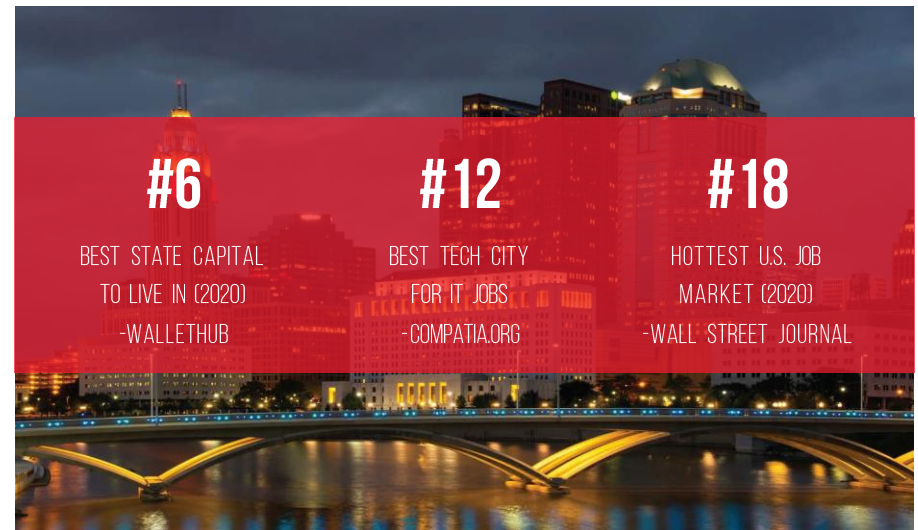 #6
BEST STATE CAPITAL
TO LIVE IN (2020)
-WALLETHUB
#12
BEST TECH CITY
FOR IT JOBS
-COMPATIA.ORG
#18
HOTTEST U.S. JOB
MARKET (2020)
-WALL STREET JOURNAL